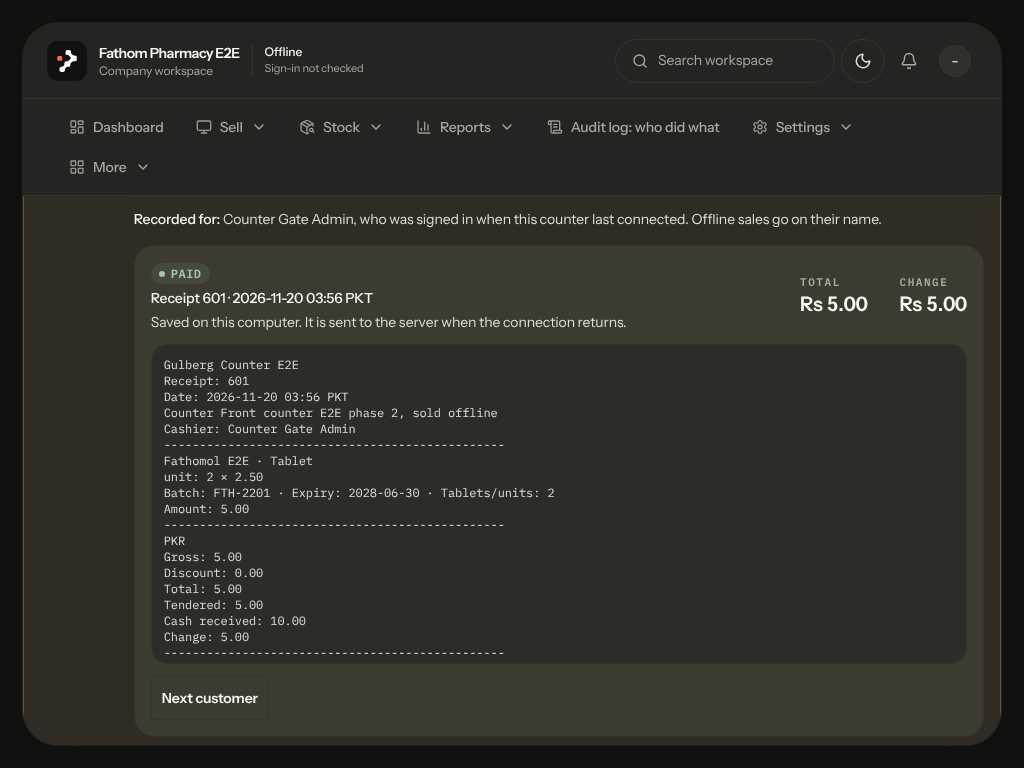 Fathom Pharmacy E2E
Company workspace
Offline
Sign-in not checked
Search workspace
-
Dashboard
Sell
Stock
Reports
Audit log: who did what
Settings
More
Recorded for: Counter Gate Admin, who was signed in when this counter last connected. Offline sales go on their name.
PAID
Receipt 601 · 2026-11-20 03:56 PKT
Saved on this computer. It is sent to the server when the connection returns.
TOTAL
Rs 5.00
CHANGE
Rs 5.00
Gulberg Counter E2E
Receipt: 601
Date: 2026-11-20 03:56 PKT
Counter Front counter E2E phase 2, sold offline
Cashier: Counter Gate Admin
------------------------------------------------
Fathomol E2E · Tablet
unit: 2 × 2.50
Batch: FTH-2201 · Expiry: 2028-06-30 · Tablets/units: 2
Amount: 5.00
------------------------------------------------
PKR
Gross: 5.00
Discount: 0.00
Total: 5.00
Tendered: 5.00
Cash received: 10.00
Change: 5.00
------------------------------------------------
Next customer